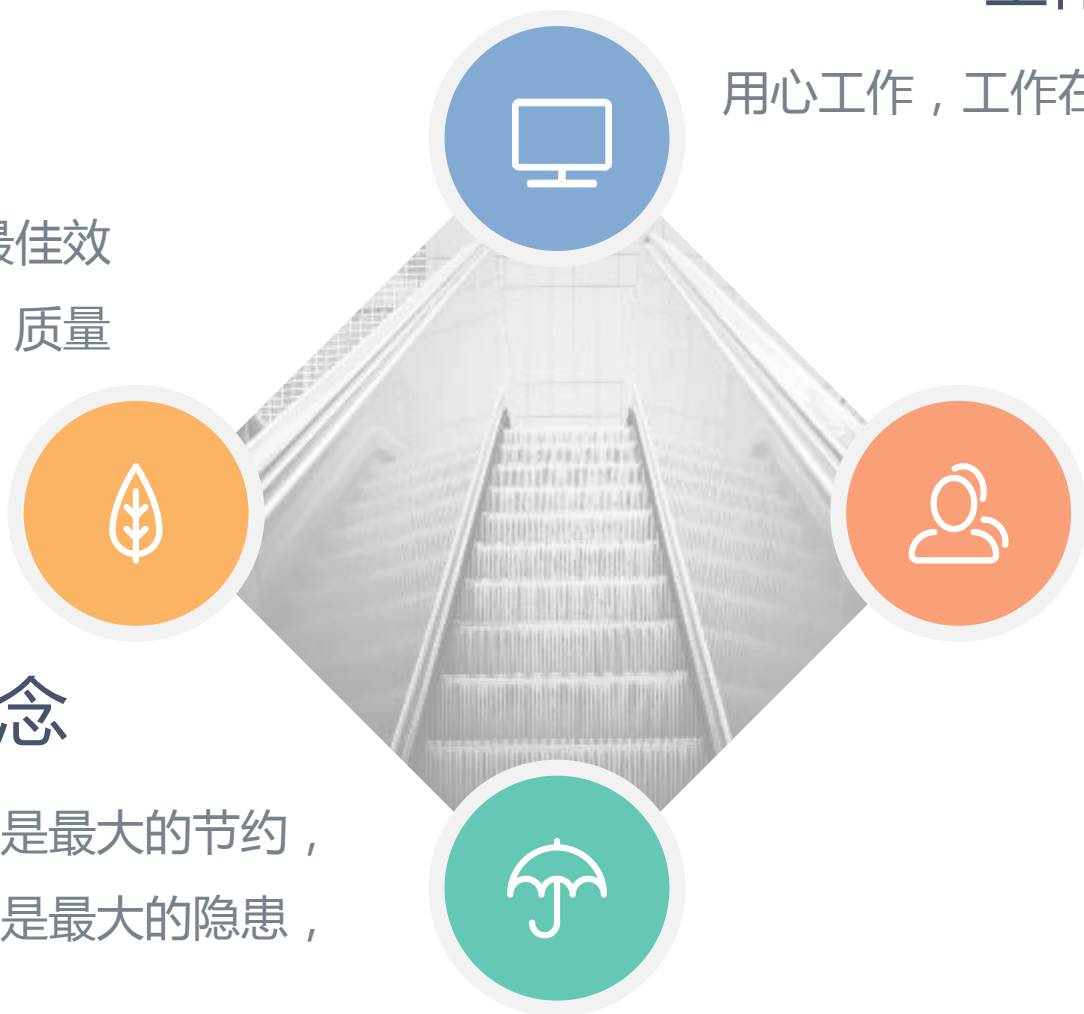 用心工作，工作在
最佳效
质量
念
是最大的节约，
是最大的隐患，